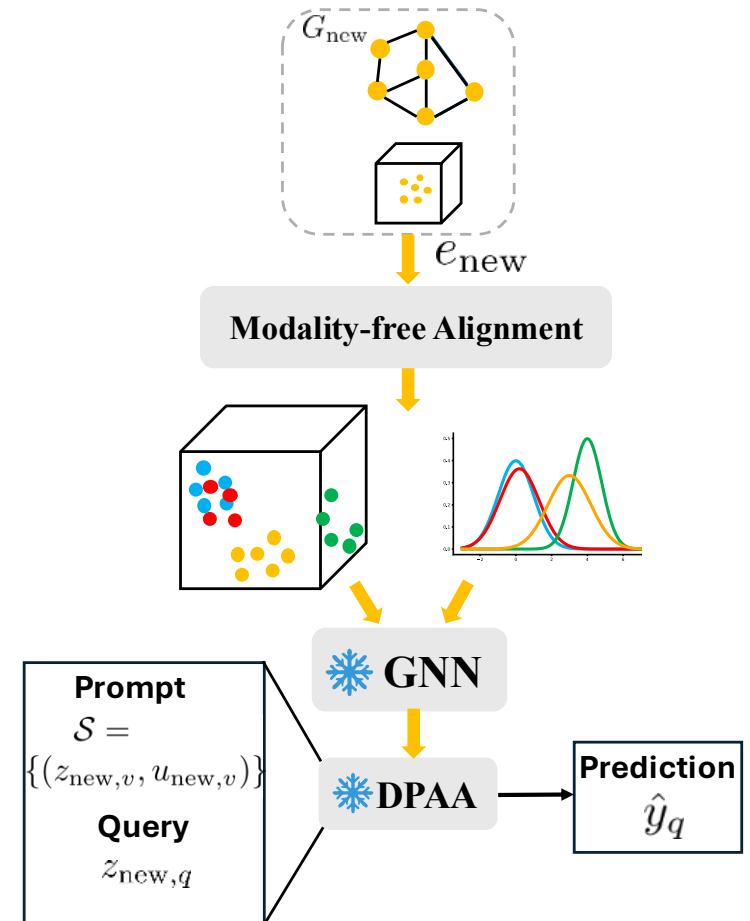 G_new
e_new
Modality-free Alignment
GNN
Prompt
S =
{(z_new,v, u_new,v)}
Query
z_new,q
DPAA
Prediction
ŷ_q